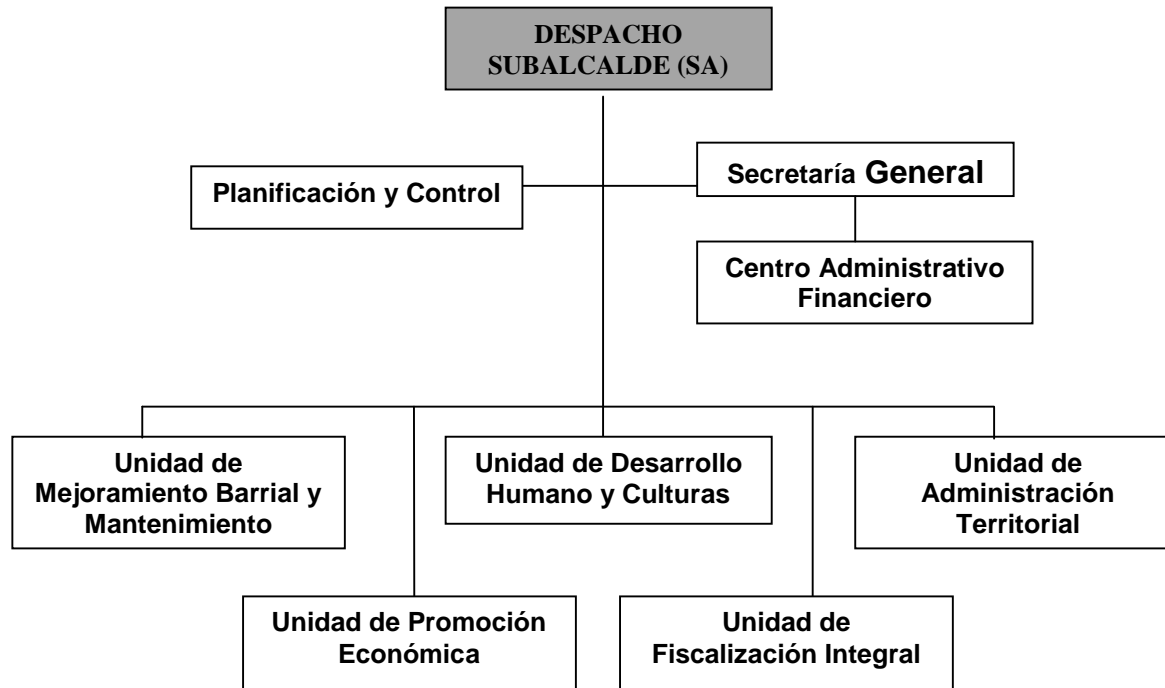 DESPACHO
SUBALCALDE (SA)
Planificación y Control
Secretaría General
Centro Administrativo
Financiero
Unidad de
Mejoramiento Barrial y
Mantenimiento
Unidad de Desarrollo
Humano y Culturas
Unidad de
Administración
Territorial
Unidad de Promoción
Económica
Unidad de
Fiscalización Integral